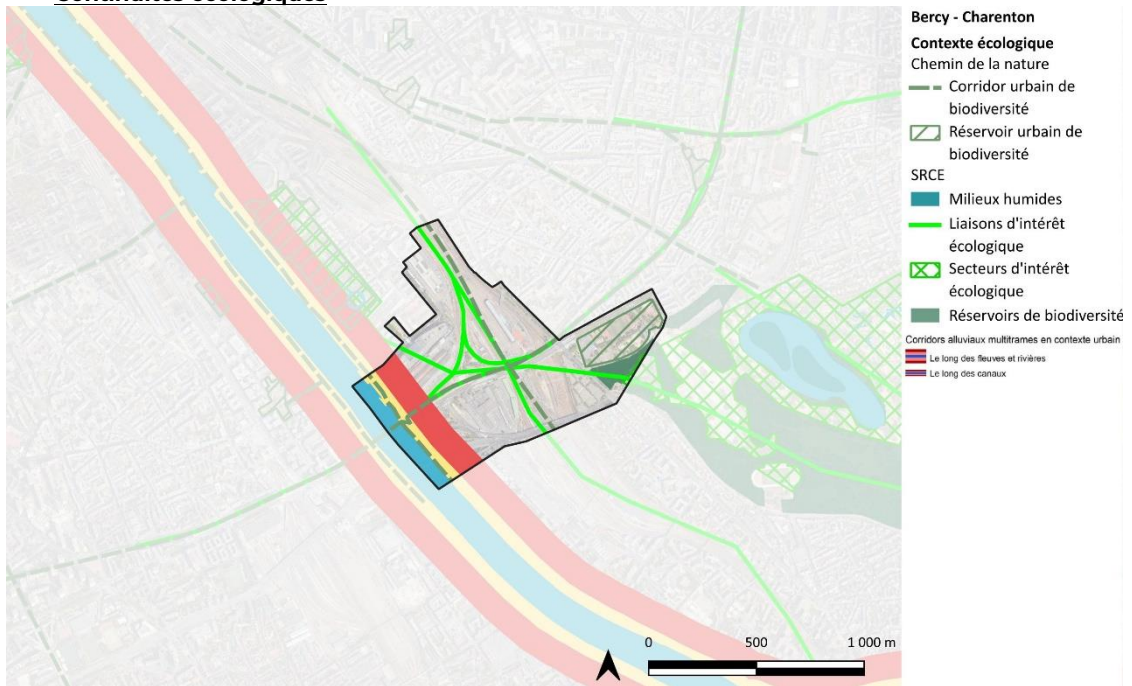 Continuités écologiques
Bercy - Charenton
Contexte écologique
Chemin de la nature
Corridor urbain de
biodiversité
Réservoir urbain de
biodiversité
SRCE
Milieux humides
Liaisons d'intérêt
écologique
Secteurs d'intérêt
écologique
Réservoirs de biodiversité
Corridors alluviaux multitrames en contexte urbain
Le long des fleuves et rivières
Le long des canaux
0 500 1 000 m